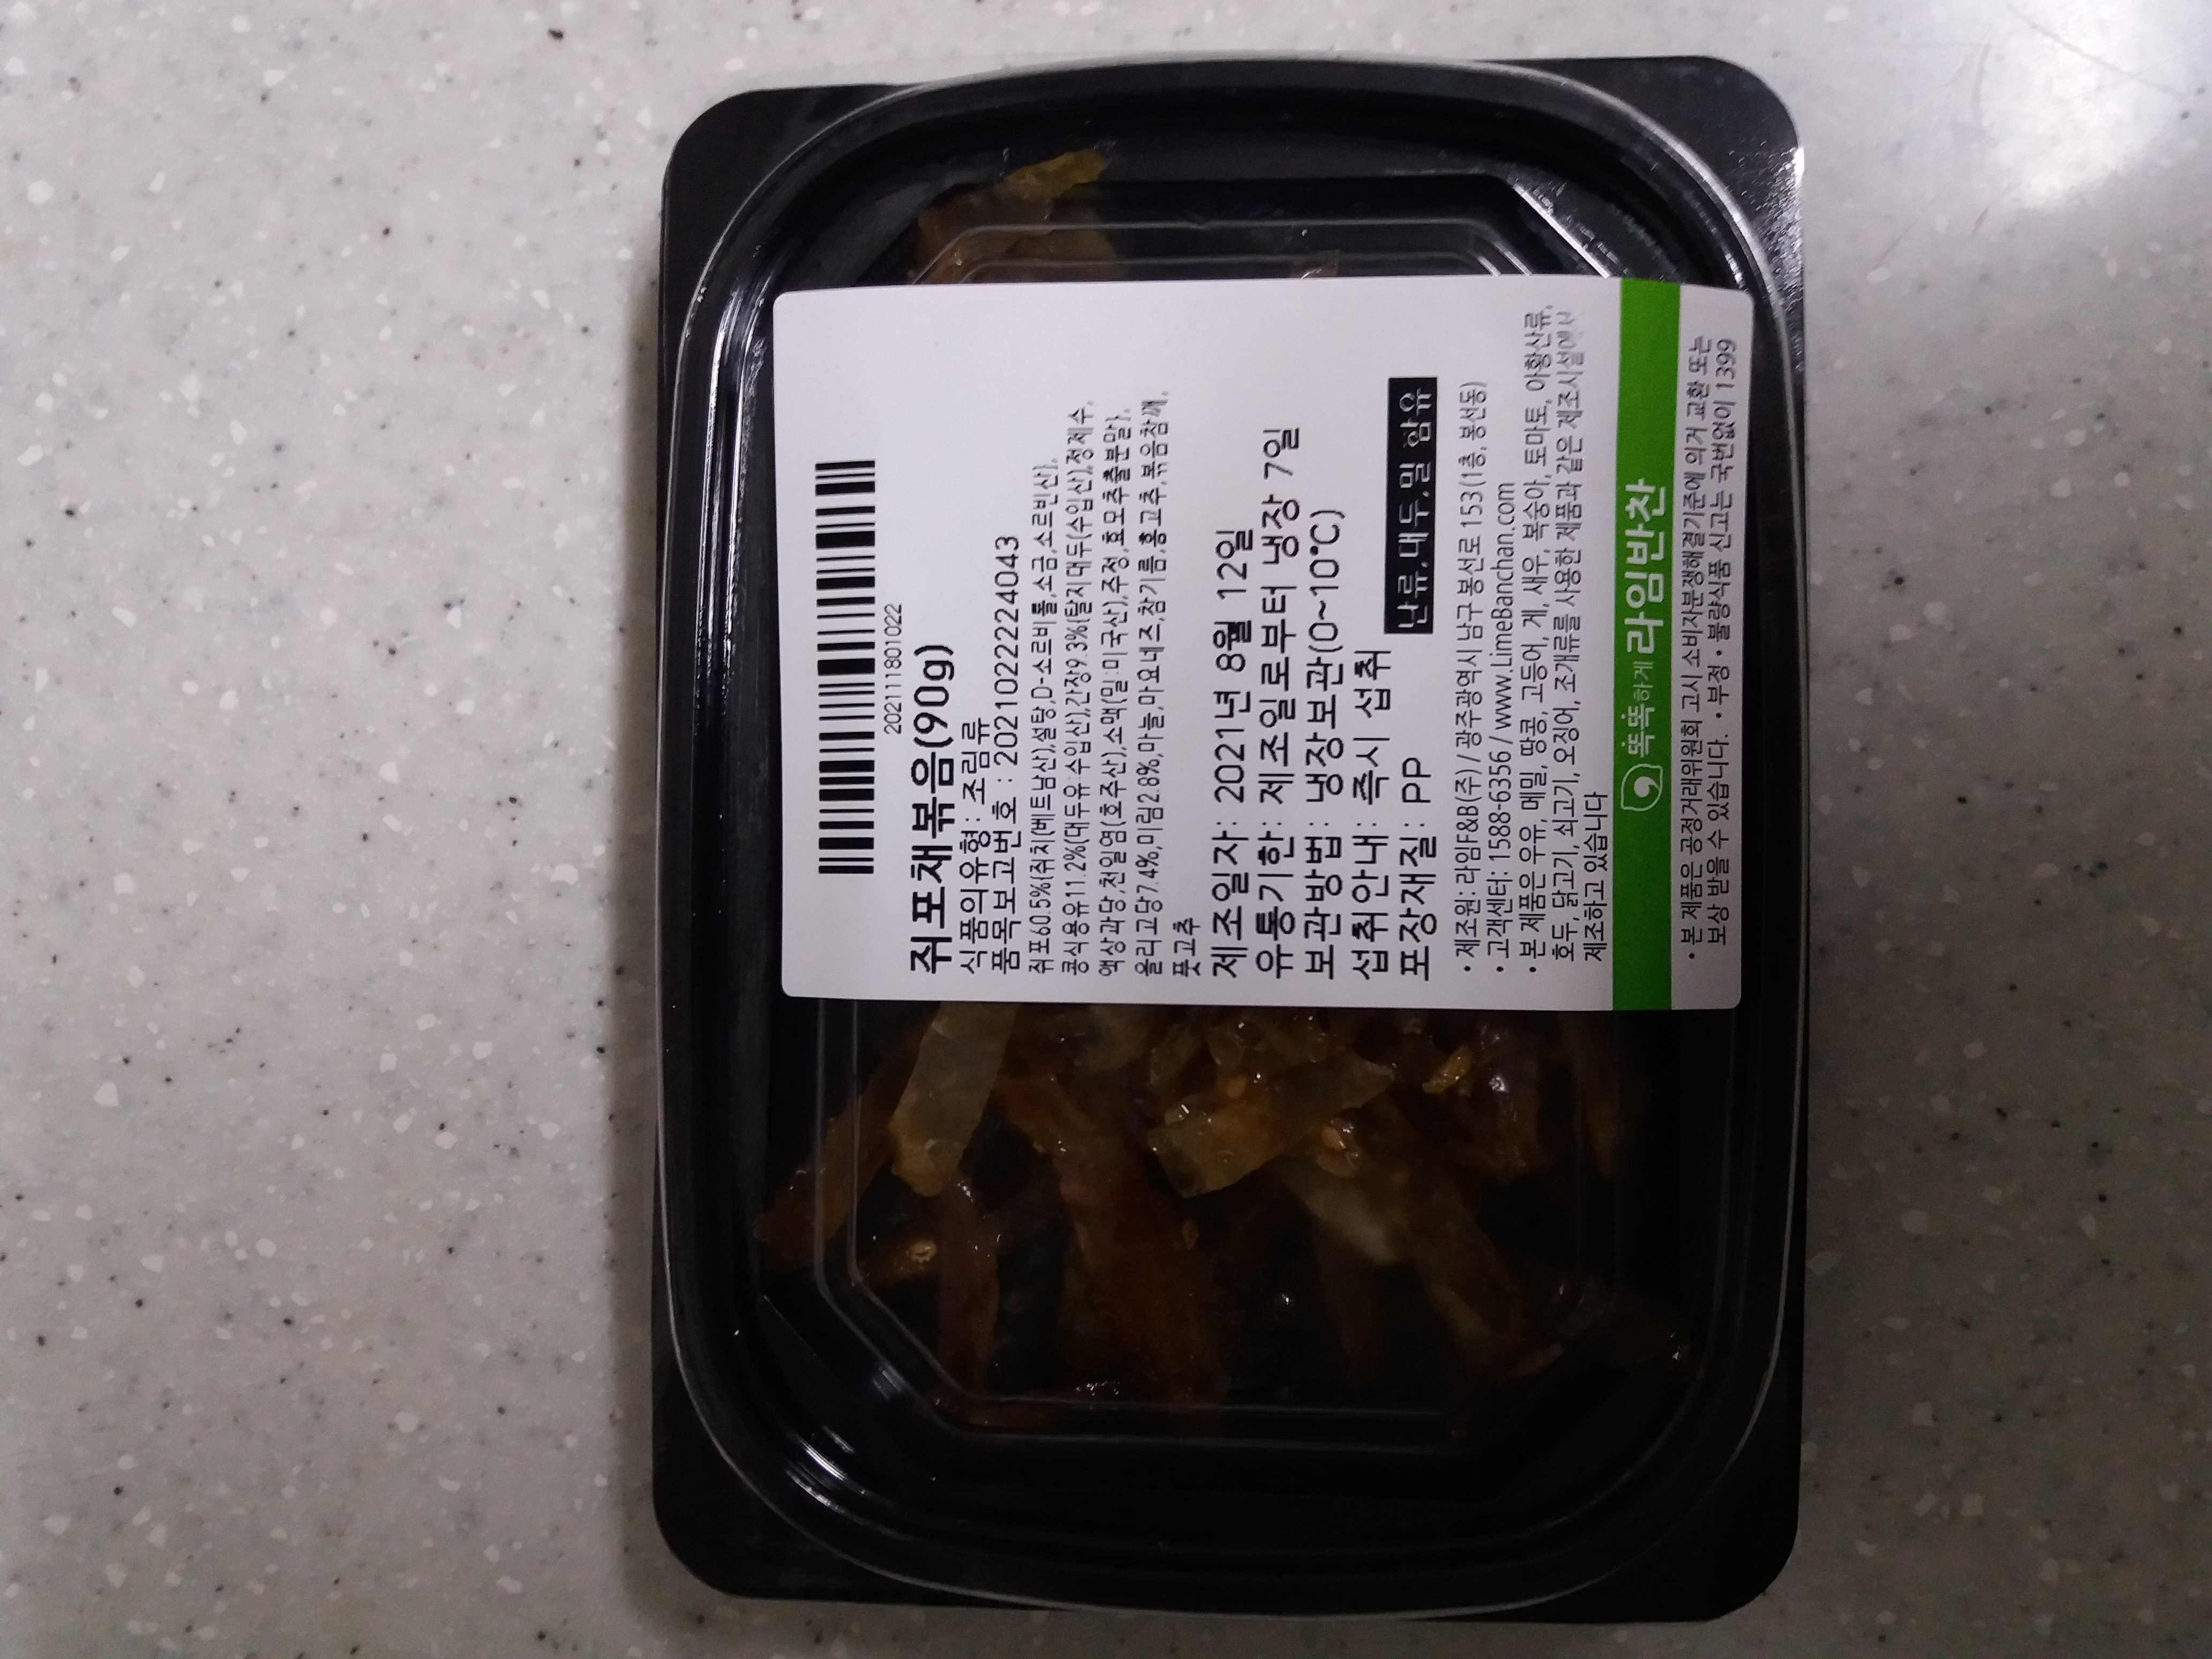 2021118801022
쥐포채볶음(90g)
식품의유형: 조림류
품목보고번호 : 20210222224043
쥐포60.5%(쥐치(베트남산),설탕,D-소르비톨,소금,소르빈산),
콩식용유11.2%(대두유:수입산),간장9.3%(탈지대두(수입산),정제수,
액상과당,천일염(호주산),소맥(밀:미국산),주정,효모추출분말),
올리고당7.4%,미림2.8%,마늘,마요네즈,참기름,홍고추,볶음참깨,
풋고추
제조일자: 2021년 8월 12일
유통기한: 제조일로부터 냉장 7일
보관방법: 냉장보관(0~10℃)
섭취안내: 즉시 섭취
포장재질: PP
난류,대두,밀 함유
• 제조원: 라임F&B(주) / 광주광역시 남구 봉선로 153 (1층, 봉선동)
• 고객센터: 1588-6356 / www.LimeBanchan.com
• 본 제품은 우유, 메밀, 땅콩, 고등어, 게, 새우, 복숭아, 토마토, 아황산류,
호두, 닭고기, 쇠고기, 오징어, 조개류를 사용한 제품과 같은 제조시설에서
제조하고 있습니다
똑똑하게 라임반찬
• 본 제품은 공정거래위원회 고시 소비자분쟁해결기준에 의거 교환 또는
보상 받을 수 있습니다. • 부정 • 불량식품 신고는 국번없이 1399